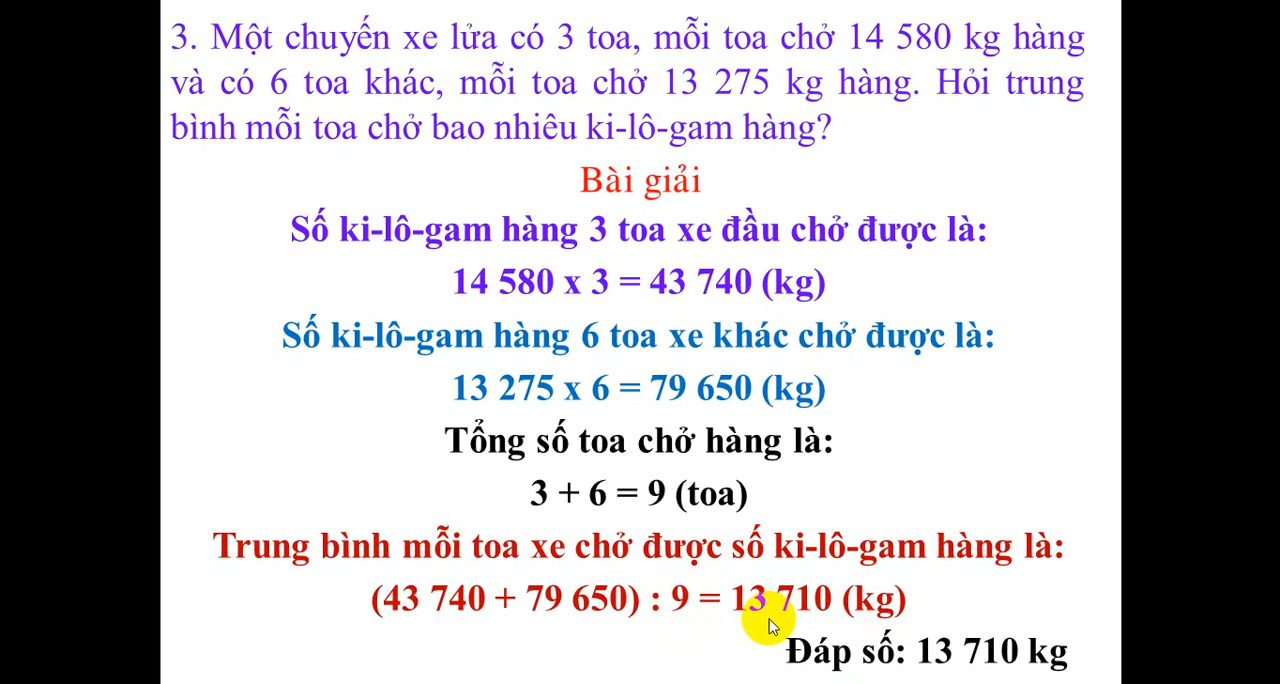 3. Một chuyến xe lửa có 3 toa, mỗi toa chở 14 580 kg hàng
và có 6 toa khác, mỗi toa chở 13 275 kg hàng. Hỏi trung
bình mỗi toa chở bao nhiêu ki-lô-gam hàng?
Bài giải
Số ki-lô-gam hàng 3 toa xe đầu chở được là:
14 580 x 3 = 43 740 (kg)
Số ki-lô-gam hàng 6 toa xe khác chở được là:
13 275 x 6 = 79 650 (kg)
Tổng số toa chở hàng là:
3 + 6 = 9 (toa)
Trung bình mỗi toa xe chở được số ki-lô-gam hàng là:
(43 740 + 79 650) : 9 = 13 710 (kg)
Đáp số: 13 710 kg